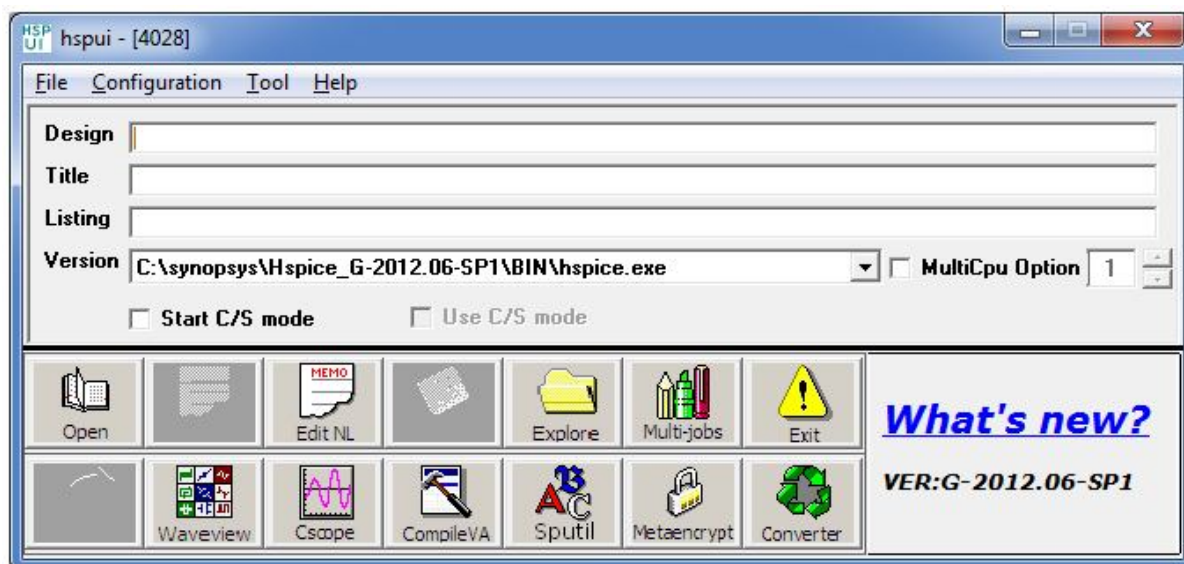 HSP
UI
hspui - [4028]
File Configuration Tool Help
Design
Title
Listing
Version C:\synopsys\Hspice_G-2012.06-SP1\BIN\hspice.exe MultiCpu Option 1
Start C/S mode Use C/S mode
MEMO
Open Edit NL Explore Multi-jobs Exit
What's new?
VER:G-2012.06-SP1
A B C
Waveview Cscope CompileVA Sputil Metaencrypt Converter